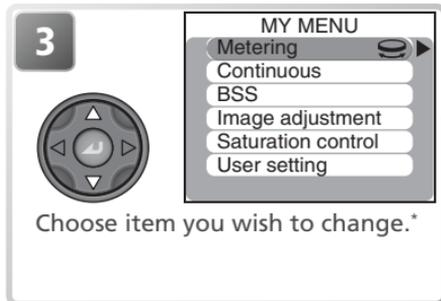 3
MY MENU
Metering
Continuous
BSS
Image adjustment
Saturation control
User setting
Choose item you wish to change.*